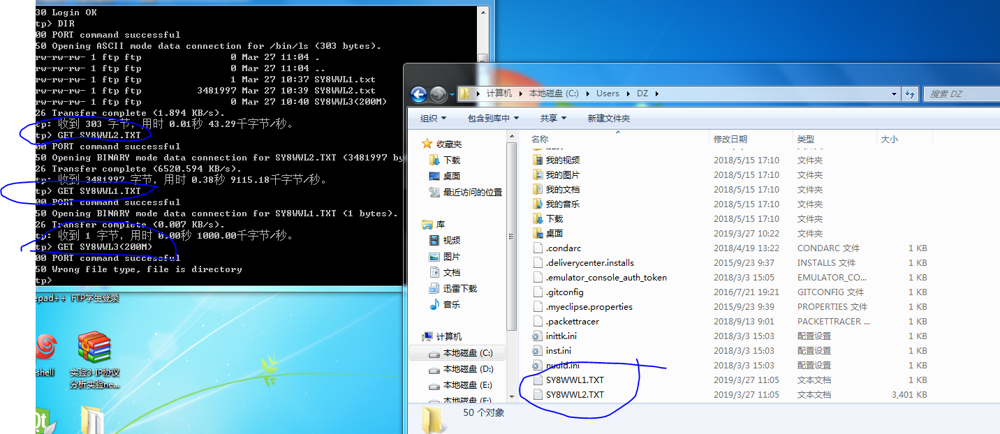 30 Login OK
tp> DIR
00 PORT command successful
50 Opening ASCII mode data connection for /bin/ls (303 bytes).
rw-rw-rw- 1 ftp ftp 0 Mar 27 11:04 .
rw-rw-rw- 1 ftp ftp 0 Mar 27 11:04 ..
rw-rw-rw- 1 ftp ftp 1 Mar 27 10:37 SY8WWL1.txt
rw-rw-rw- 1 ftp ftp 3481997 Mar 27 10:39 SY8WWL2.txt
rw-rw-rw- 1 ftp ftp 0 Mar 27 10:40 SY8WWL3(200M)
26 Transfer complete (1.894 KB/s).
tp: 收到 303 字节，用时 0.01秒 43.29千字节/秒。
tp> GET SY8WWL2.TXT
00 PORT command successful
50 Opening BINARY mode data connection for SY8WWL2.TXT (3481997 by
26 Transfer complete (6520.594 KB/s).
tp: 收到 3481997 字节，用时 0.38秒 9115.18千字节/秒。
tp> GET SY8WWL1.TXT
00 PORT command successful
50 Opening BINARY mode data connection for SY8WWL1.TXT (1 bytes).
26 Transfer complete (0.007 KB/s).
tp: 收到 1 字节，用时 0.00秒 1000.00千字节/秒。
tp> GET SY8WWL3(200M)
00 PORT command successful
50 Wrong file type, file is directory
tp>
epad++ FTP学生登录
shell 实验3-IP协议
分析实验ne...
Qt
计算机 本地磁盘 (C:) Users DZ
搜索 DZ
组织 包含到库中 共享 新建文件夹
收藏夹
下载
桌面
最近访问的位置
库
视频
图片
文档
迅雷下载
音乐
计算机
本地磁盘 (C:)
本地磁盘 (D:)
本地磁盘 (E:)
本地磁盘 (F:)
名称 修改日期 类型 大小
我的视频 2018/5/15 17:10 文件夹
我的图片 2018/5/15 17:10 文件夹
我的文档 2018/5/15 17:10 文件夹
我的音乐 2018/5/15 17:10 文件夹
下载 2018/5/15 17:10 文件夹
桌面 2019/3/27 10:22 文件夹
.condarc 2018/4/19 13:22 CONDARC 文件 1 KB
.deliverycenter.installs 2015/9/23 9:37 INSTALLS 文件 1 KB
.emulator_console_auth_token 2018/3/3 15:05 EMULATOR_CO... 1 KB
.gitconfig 2016/7/21 19:21 GITCONFIG 文件 1 KB
.myeclipse.properties 2015/9/23 9:39 PROPERTIES 文件 1 KB
.packettracer 2018/9/13 9:01 PACKETTRACER ... 1 KB
inittk.ini 2018/3/3 15:03 配置设置 1 KB
inst.ini 2018/3/3 15:03 配置设置 1 KB
nuuid.ini 2018/3/3 15:03 配置设置 1 KB
SY8WWL1.TXT 2019/3/27 11:05 文本文档 1 KB
SY8WWL2.TXT 2019/3/27 11:05 文本文档 3,401 KB
50 个对象